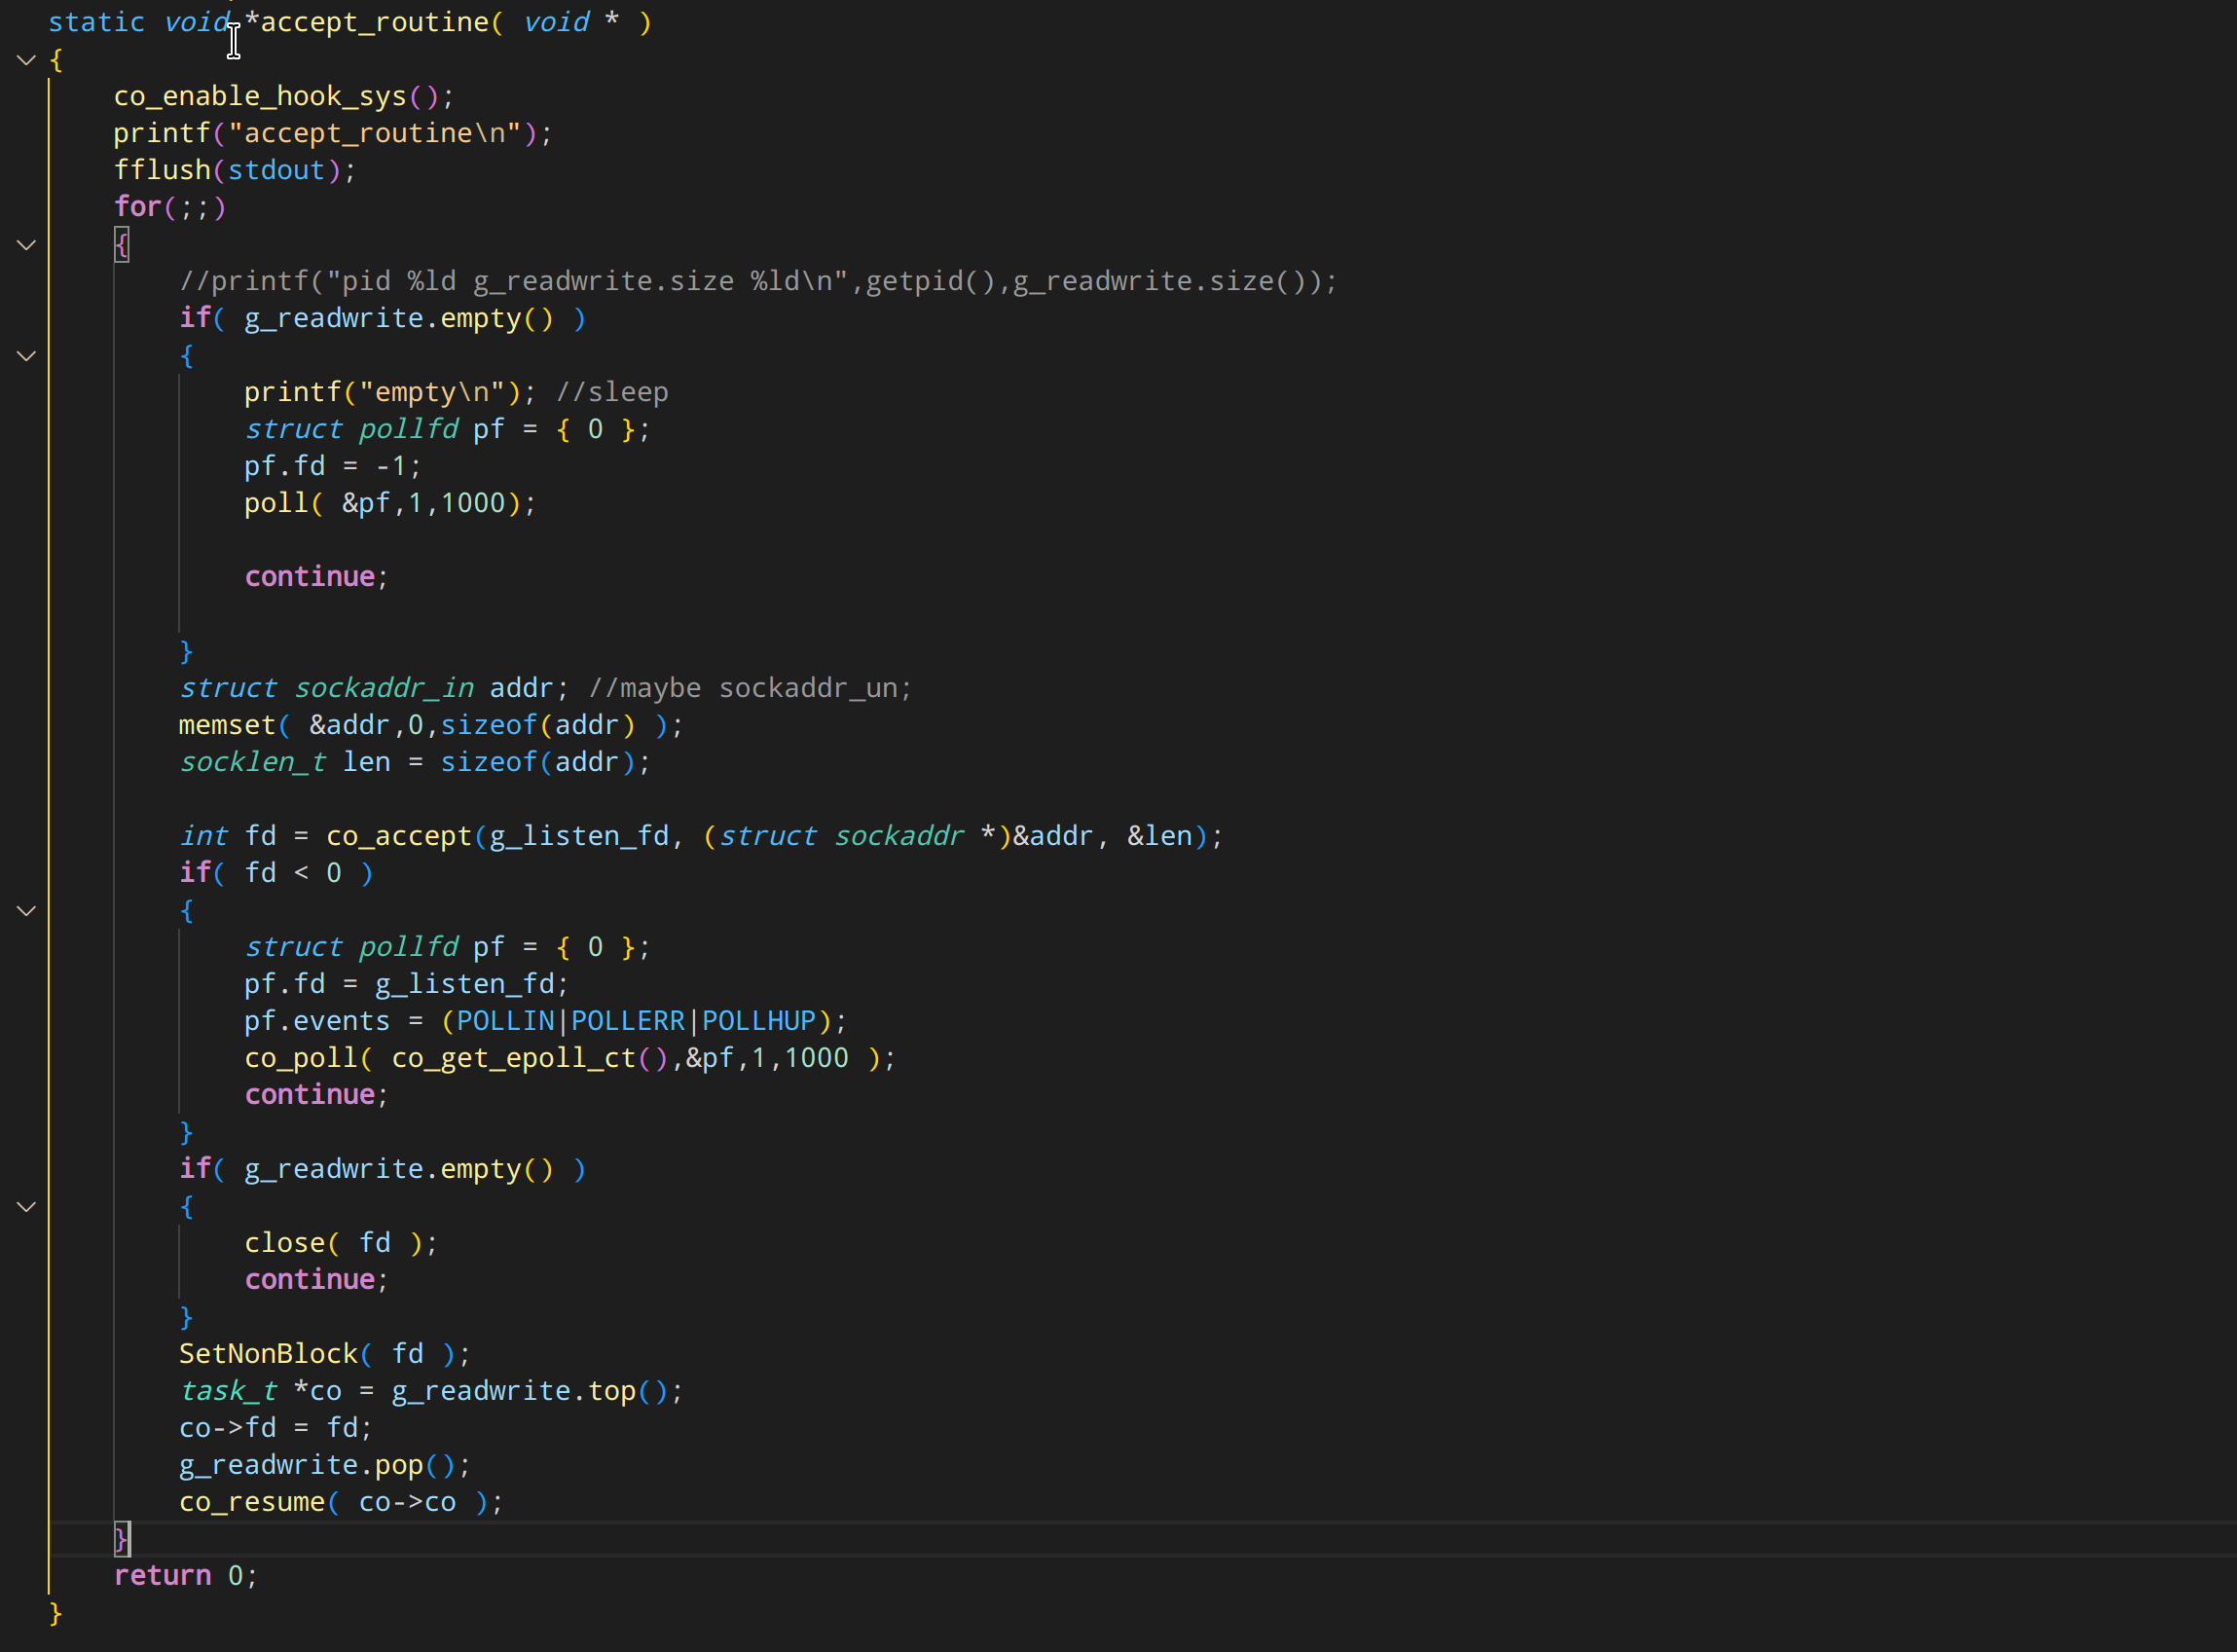 static void *accept_routine( void * )
{
    co_enable_hook_sys();
    printf("accept_routine\n");
    fflush(stdout);
    for(;;)
    {
        //printf("pid %ld g_readwrite.size %ld\n",getpid(),g_readwrite.size());
        if( g_readwrite.empty() )
        {
            printf("empty\n"); //sleep
            struct pollfd pf = { 0 };
            pf.fd = -1;
            poll( &pf,1,1000);

            continue;

        }
        struct sockaddr_in addr; //maybe sockaddr_un;
        memset( &addr,0,sizeof(addr) );
        socklen_t len = sizeof(addr);

        int fd = co_accept(g_listen_fd, (struct sockaddr *)&addr, &len);
        if( fd < 0 )
        {
            struct pollfd pf = { 0 };
            pf.fd = g_listen_fd;
            pf.events = (POLLIN|POLLERR|POLLHUP);
            co_poll( co_get_epoll_ct(),&pf,1,1000 );
            continue;
        }
        if( g_readwrite.empty() )
        {
            close( fd );
            continue;
        }
        SetNonBlock( fd );
        task_t *co = g_readwrite.top();
        co->fd = fd;
        g_readwrite.pop();
        co_resume( co->co );
    }
    return 0;
}